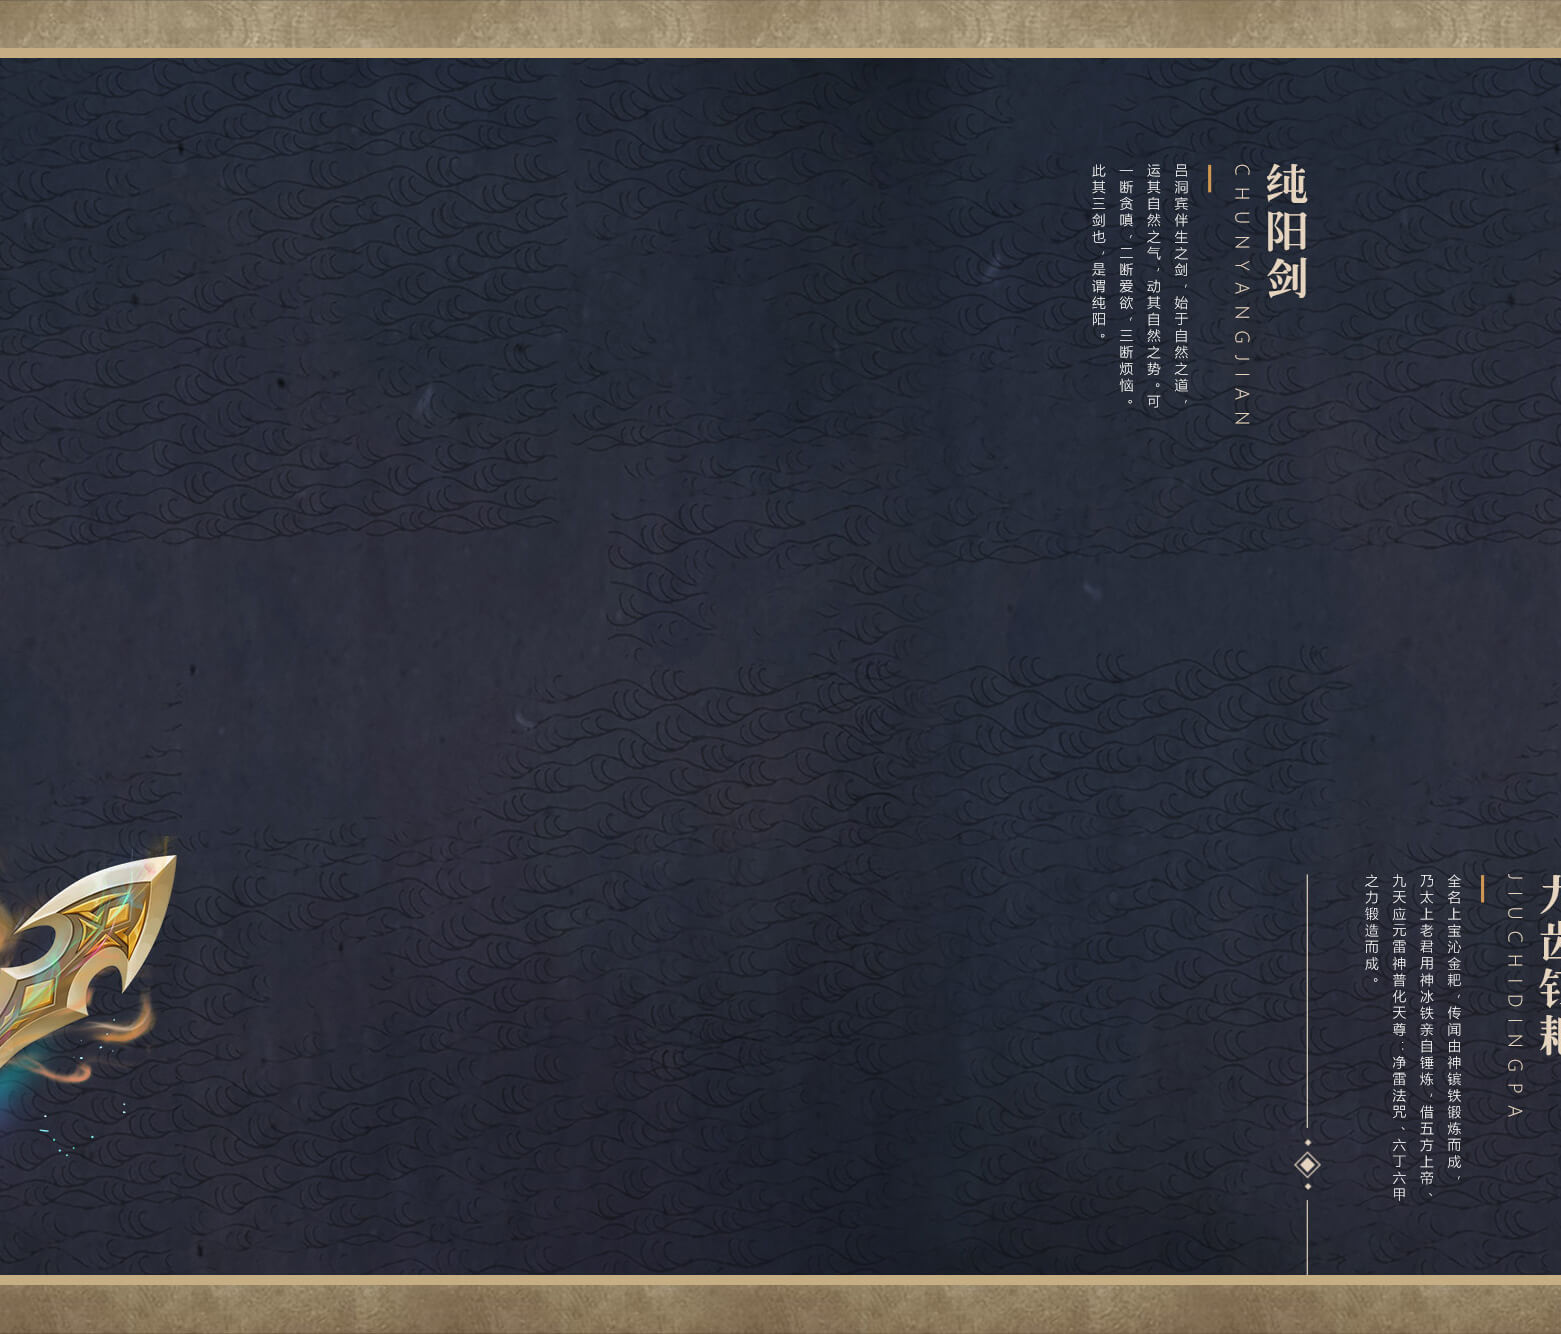 纯阳剑
CHUNYANGJIAN
吕洞宾伴生之剑，始于自然之道，
运其自然之气，动其自然之势。可
一断贪嗔，二断爱欲，三断烦恼。
此其三剑也，是谓纯阳。
九齿钉耙
JIUCHIDINGPA
全名上宝沁金耙，传闻由神镔铁锻炼而成，
乃太上老君用神冰铁亲自锤炼，借五方上帝、
九天应元雷神普化天尊：净雷法咒、六丁六甲
之力锻造而成。